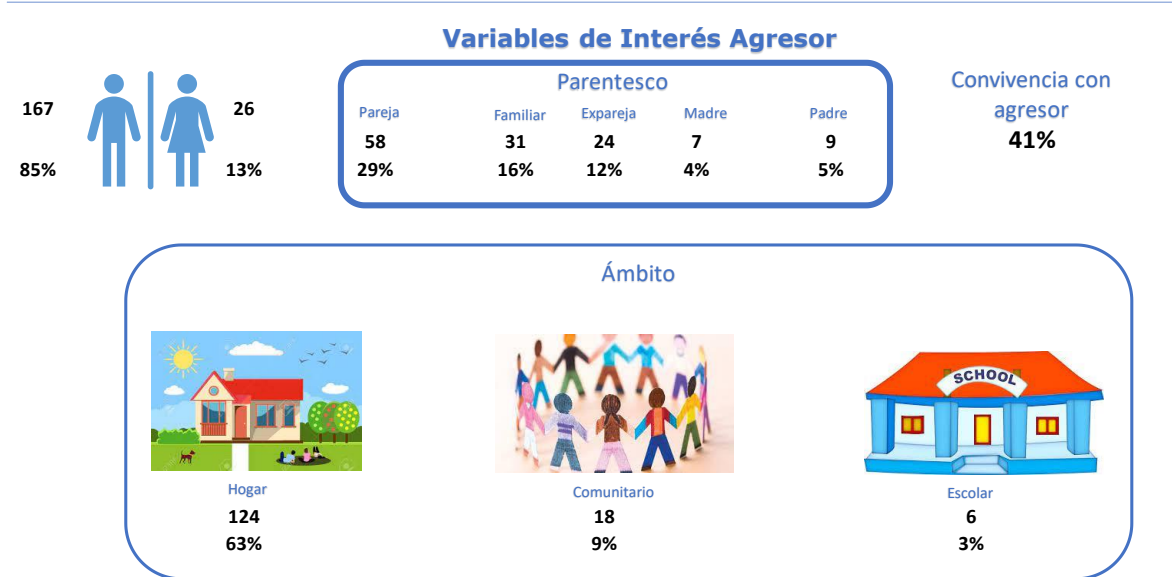 Variables de Interés Agresor
167
26
85%
13%
Parentesco
Pareja Familiar Expareja Madre Padre
58 31 24 7 9
29% 16% 12% 4% 5%
Convivencia con
agresor
41%
Ámbito
SCHOOL
Hogar Comunitario Escolar
124 18 6
63% 9% 3%